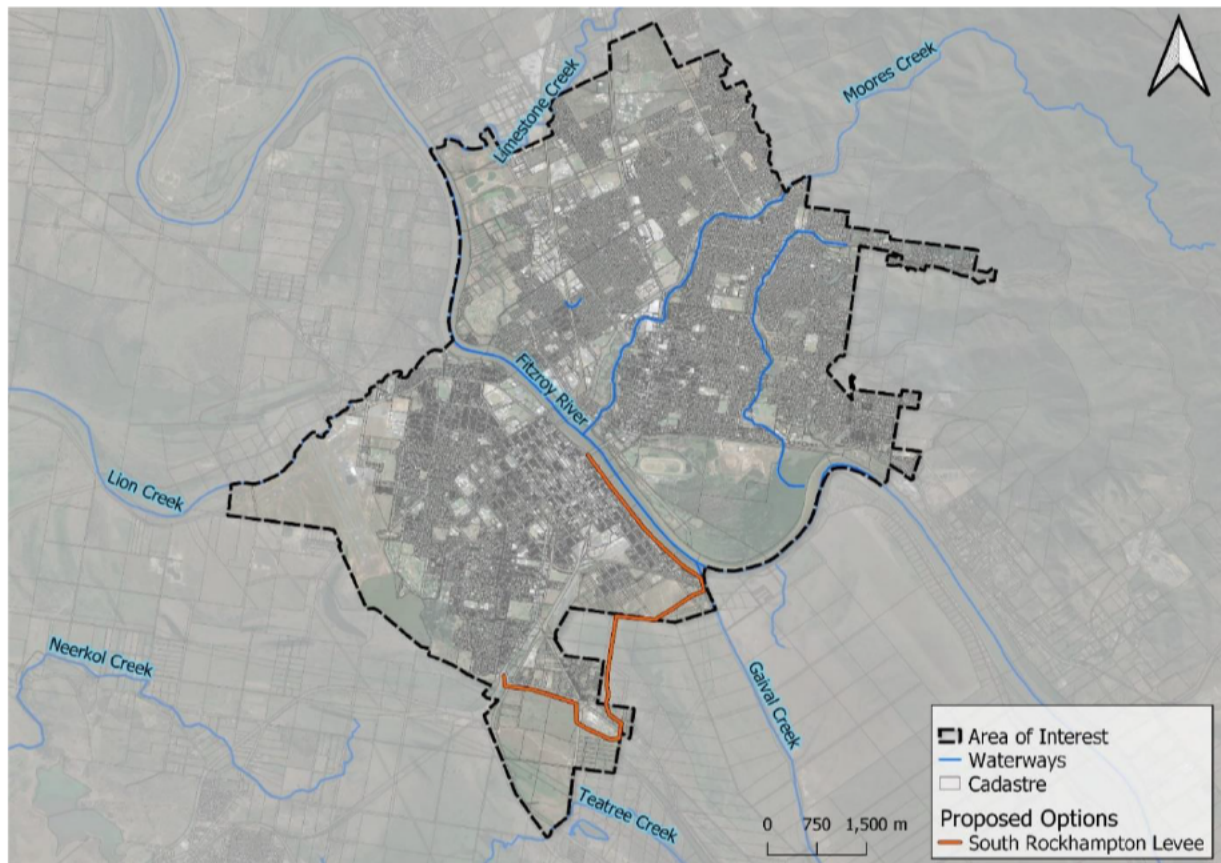 Limestone Creek
Moores Creek
Fitzroy River
Lion Creek
Neerkol Creek
Gaival Creek
Teatree Creek
0 750 1,500 m
Area of Interest
Waterways
Cadastre
Proposed Options
South Rockhampton Levee